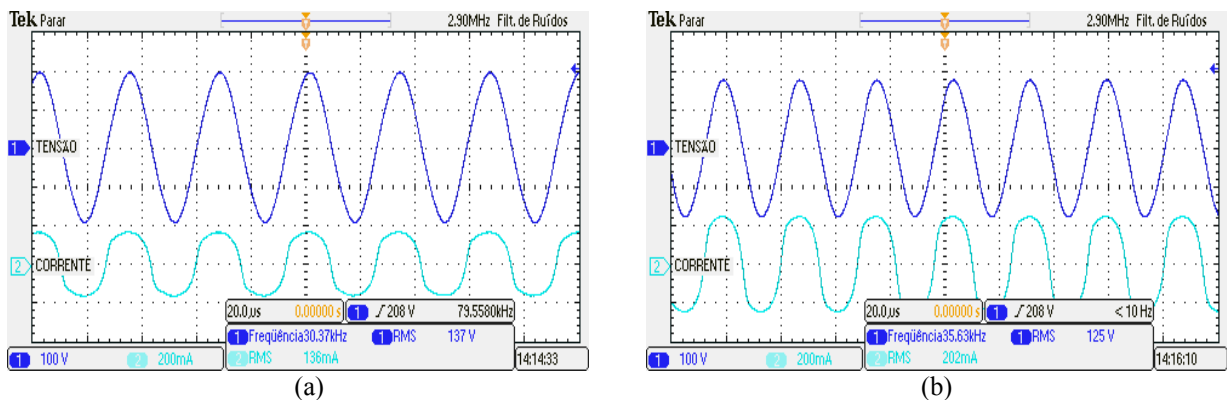 Tek Parar 2.90MHz Filt. de Ruídos
1 TENSÃO
2 CORRENTE
20.0µs 0.00000 s 1 208 V 79.5580kHz
1 Freqüência 30.37kHz 1 RMS 137 V
2 RMS 136mA
1 100 V 2 200mA 14:14:33
(a)
Tek Parar 2.90MHz Filt. de Ruídos
1 TENSÃO
2 CORRENTE
20.0µs 0.00000 s 1 208 V < 10 Hz
1 Freqüência 35.63kHz 1 RMS 125 V
2 RMS 202mA
1 100 V 2 200mA 14:16:10
(b)